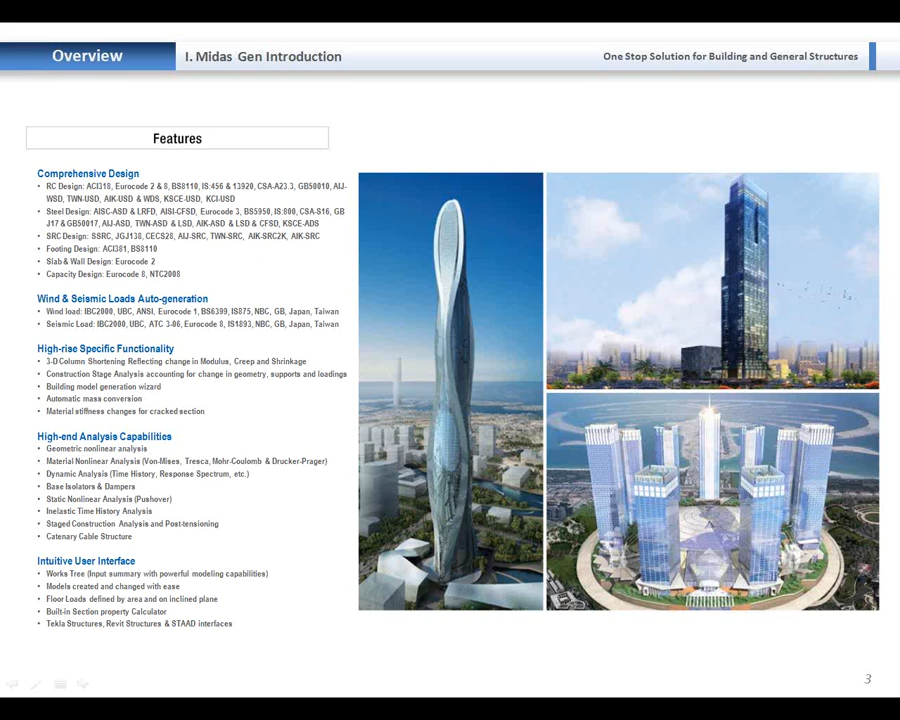 Overview
I. Midas Gen Introduction
One Stop Solution for Building and General Structures
Features
Comprehensive Design
• RC Design: ACI318, Eurocode 2 & 8, BS8110, IS:456 & 13920, CSA-A23.3, GB50010, AIJ-
WSD, TWN-USD, AIK-USD & WDS, KSCE-USD, KCI-USD
• Steel Design: AISC-ASD & LRFD, AISI-CFSD, Eurocode 3, BS5950, IS:800, CSA-S16, GB
J17 & GB50017, AIJ-ASD, TWN-ASD & LSD, AIK-ASD & LSD & CFSD, KSCE-ADS
• SRC Design: SSRC, JGJ138, CECS28, AIJ-SRC, TWN-SRC, AIK-SRC2K, AIK-SRC
• Footing Design: ACI381, BS8110
• Slab & Wall Design: Eurocode 2
• Capacity Design: Eurocode 8, NTC2008
Wind & Seismic Loads Auto-generation
• Wind load: IBC2000, UBC, ANSI, Eurocode 1, BS6399, IS875, NBC, GB, Japan, Taiwan
• Seismic Load: IBC2000, UBC, ATC 3-06, Eurocode 8, IS1893, NBC, GB, Japan, Taiwan
High-rise Specific Functionality
• 3-D Column Shortening Reflecting change in Modulus, Creep and Shrinkage
• Construction Stage Analysis accounting for change in geometry, supports and loadings
• Building model generation wizard
• Automatic mass conversion
• Material stiffness changes for cracked section
High-end Analysis Capabilities
• Geometric nonlinear analysis
• Material Nonlinear Analysis (Von-Mises, Tresca, Mohr-Coulomb & Drucker-Prager)
• Dynamic Analysis (Time History, Response Spectrum, etc.)
• Base Isolators & Dampers
• Static Nonlinear Analysis (Pushover)
• Inelastic Time History Analysis
• Staged Construction Analysis and Post-tensioning
• Catenary Cable Structure
Intuitive User Interface
• Works Tree (Input summary with powerful modeling capabilities)
• Models created and changed with ease
• Floor Loads defined by area and on inclined plane
• Built-in Section property Calculator
• Tekla Structures, Revit Structures & STAAD interfaces
3